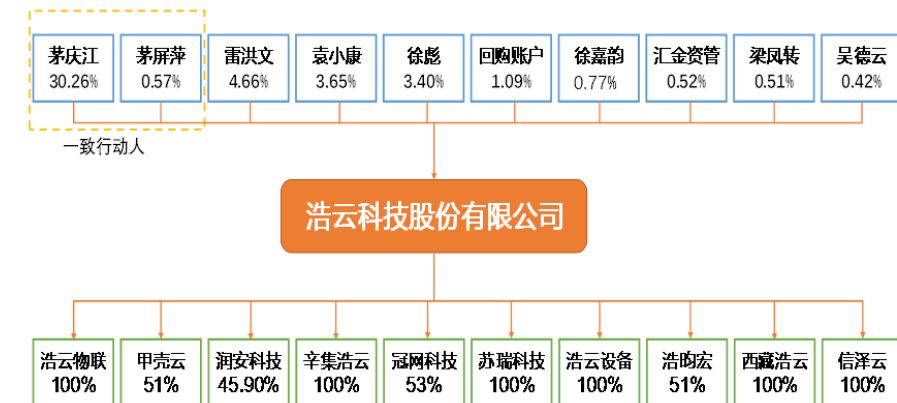 茅庆江
30.26%
茅屏萍
0.57%
雷洪文
4.66%
袁小康
3.65%
徐彪
3.40%
回购账户
1.09%
徐嘉韵
0.77%
汇金资管
0.52%
梁凤转
0.51%
吴德云
0.42%
一致行动人
浩云科技股份有限公司
浩云物联
100%
甲壳云
51%
润安科技
45.90%
辛集浩云
100%
冠网科技
53%
苏瑞科技
100%
浩云设备
100%
浩昀宏
51%
西藏浩云
100%
信泽云
100%